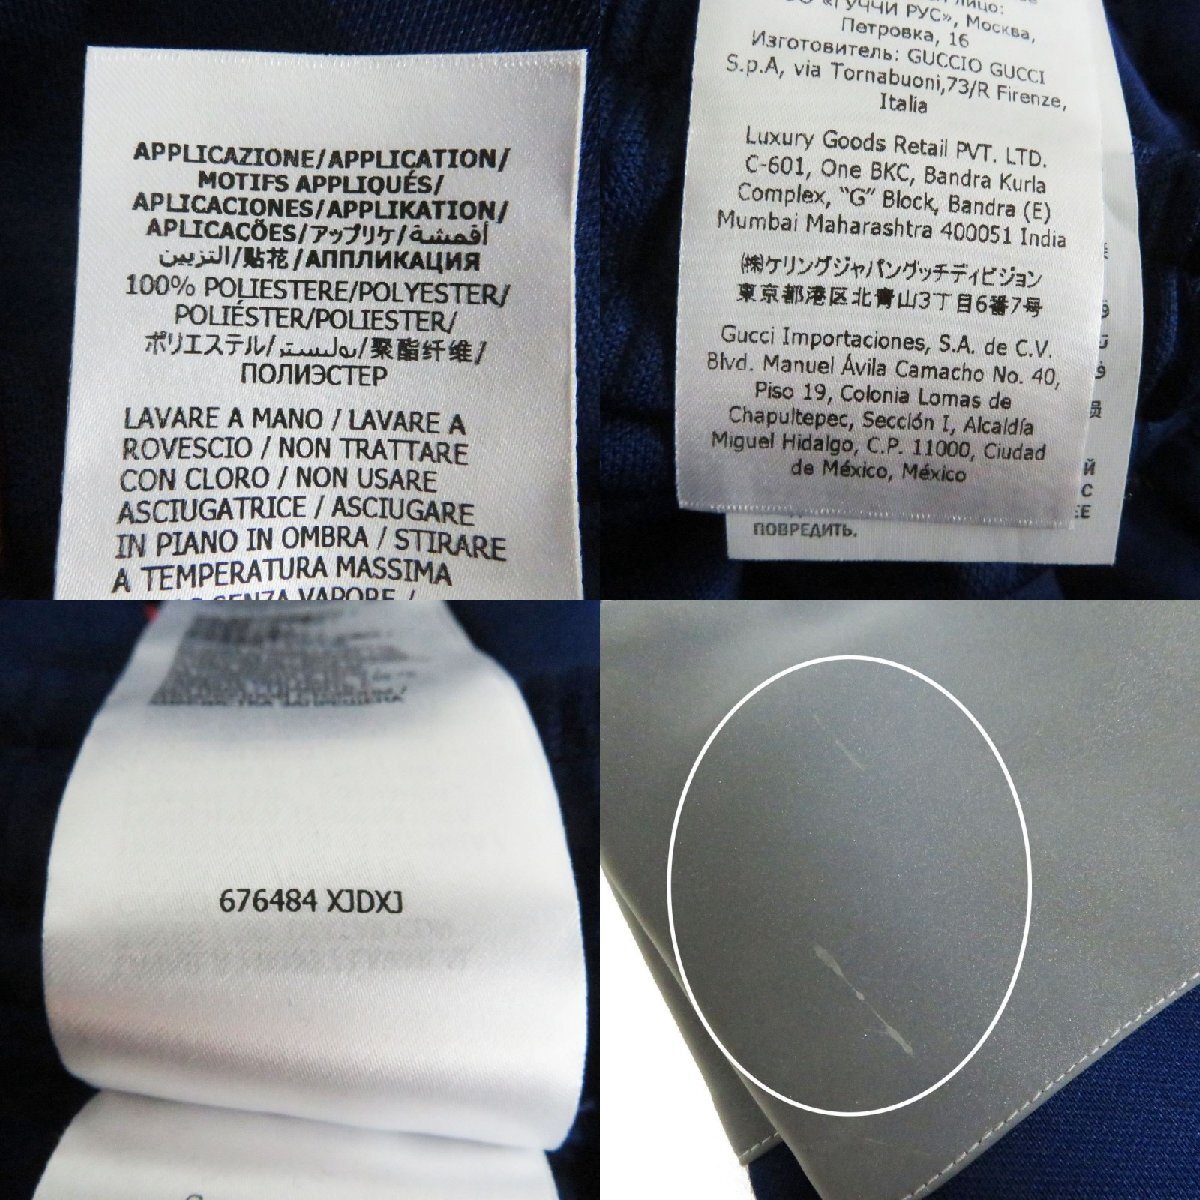 APPLICAZIONE/APPLICATION/
MOTIFS APPLIQUÉS/
APLICACIONES/APPLIKATION/
APLICAÇÕES/アップリケ/أقمشة
التزيين/貼花/АППЛИКАЦИЯ
100% POLIESTERE/POLYESTER/
POLIÉSTER/POLIESTER/
ポリエステル/بوليستر/聚酯纤维/
ПОЛИЭСТЕР
LAVARE A MANO / LAVARE A
ROVESCIO / NON TRATTARE
CON CLORO / NON USARE
ASCIUGATRICE / ASCIUGARE
IN PIANO IN OMBRA / STIRARE
A TEMPERATURA MASSIMA
SENZA VAPORE /
лицо:
«ГУЧЧИ РУС», Москва,
Петровка, 16
Изготовитель: GUCCIO GUCCI
S.p.A, via Tornabuoni,73/R Firenze,
Italia
Luxury Goods Retail PVT. LTD.
C-601, One BKC, Bandra Kurla
Complex, “G” Block, Bandra (E)
Mumbai Maharashtra 400051 India
㈱ケリングジャパングッチディビジョン
東京都港区北青山3丁目6番7号
Gucci Importaciones, S.A. de C.V.
Blvd. Manuel Ávila Camacho No. 40,
Piso 19, Colonia Lomas de
Chapultepec, Sección I, Alcaldía
Miguel Hidalgo, C.P. 11000, Ciudad
de México, México
ПОВРЕДИТЬ.
676484 XJDXJ